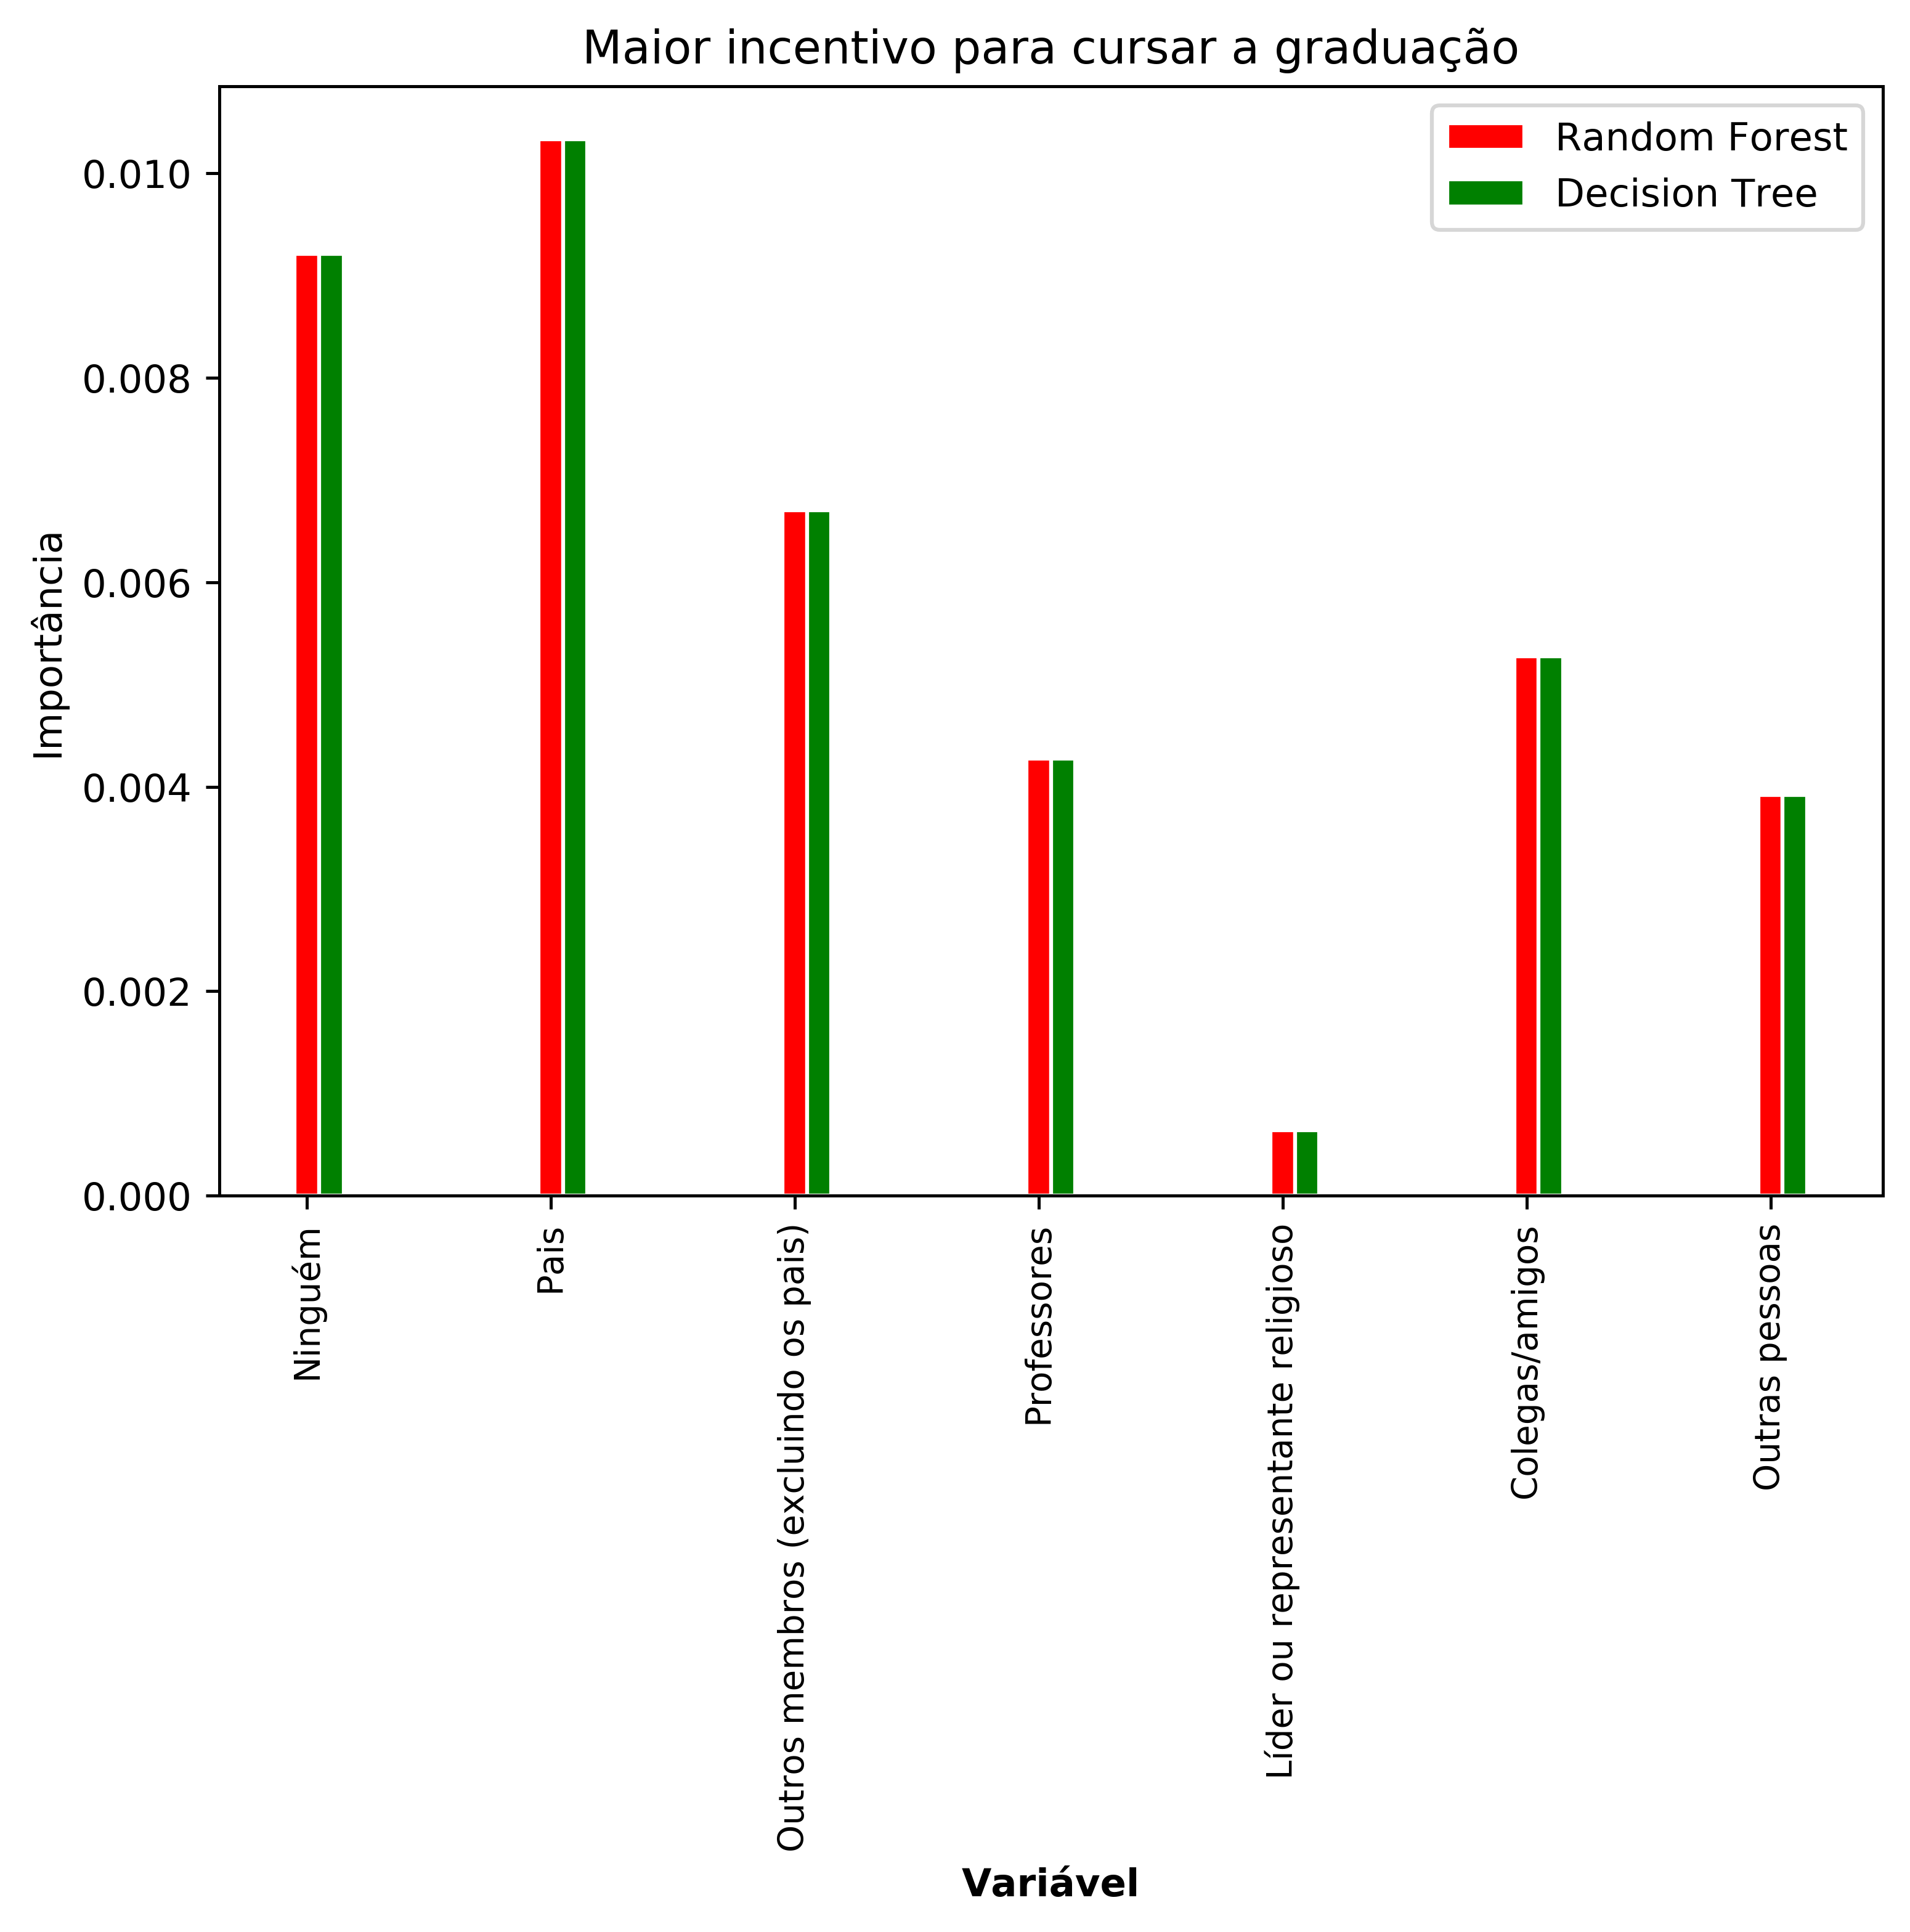 Maior incentivo para cursar a graduação
Random Forest
Decision Tree
0.010
0.008
0.006
0.004
0.002
0.000
Importância
Ninguém
Pais
Outros membros (excluindo os pais)
Professores
Líder ou representante religioso
Colegas/amigos
Outras pessoas
Variável